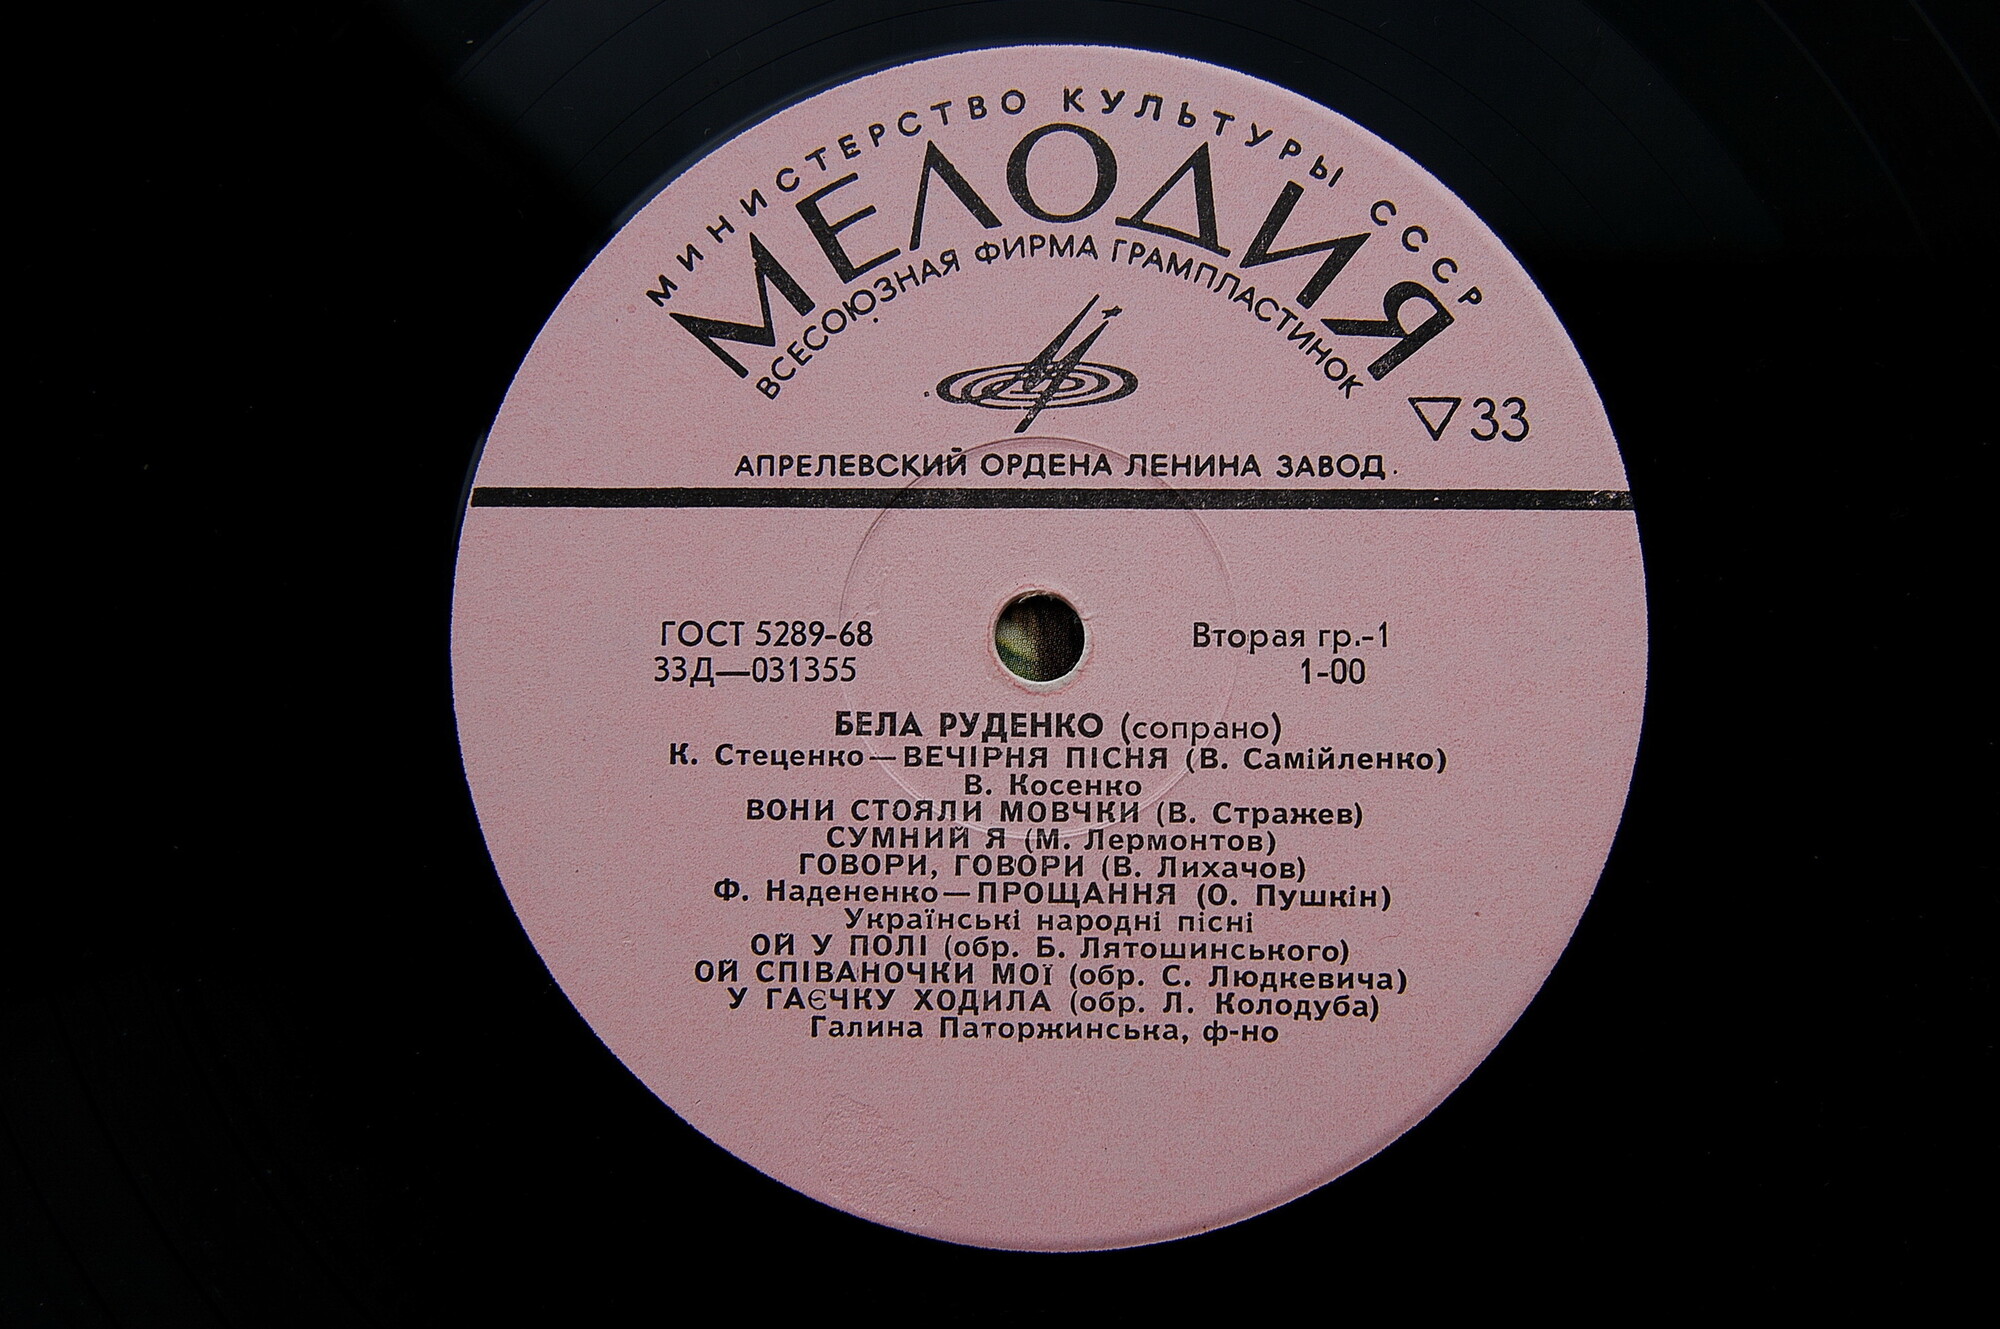 МИНИСТЕРСТВО КУЛЬТУРЫ СССР
МЕЛОДИЯ
ВСЕСОЮЗНАЯ ФИРМА ГРАМПЛАСТИНОК
33
АПРЕЛЕВСКИЙ ОРДЕНА ЛЕНИНА ЗАВОД.
ГОСТ 5289-68
33Д—031355
Вторая гр.-1
1-00
БЕЛА РУДЕНКО (сопрано)
К. Стеценко—ВЕЧІРНЯ ПІСНЯ (В. Самійленко)
В. Косенко
ВОНИ СТОЯЛИ МОВЧКИ (В. Стражев)
СУМНИЙ Я (М. Лермонтов)
ГОВОРИ, ГОВОРИ (В. Лихачов)
Ф. Надененко—ПРОЩАННЯ (О. Пушкін)
Українські народні пісні
ОЙ У ПОЛІ (обр. Б. Лятошинського)
ОЙ СПІВАНОЧКИ МОЇ (обр. С. Людкевича)
У ГАЄЧКУ ХОДИЛА (обр. Л. Колодуба)
Галина Паторжинська, ф-но